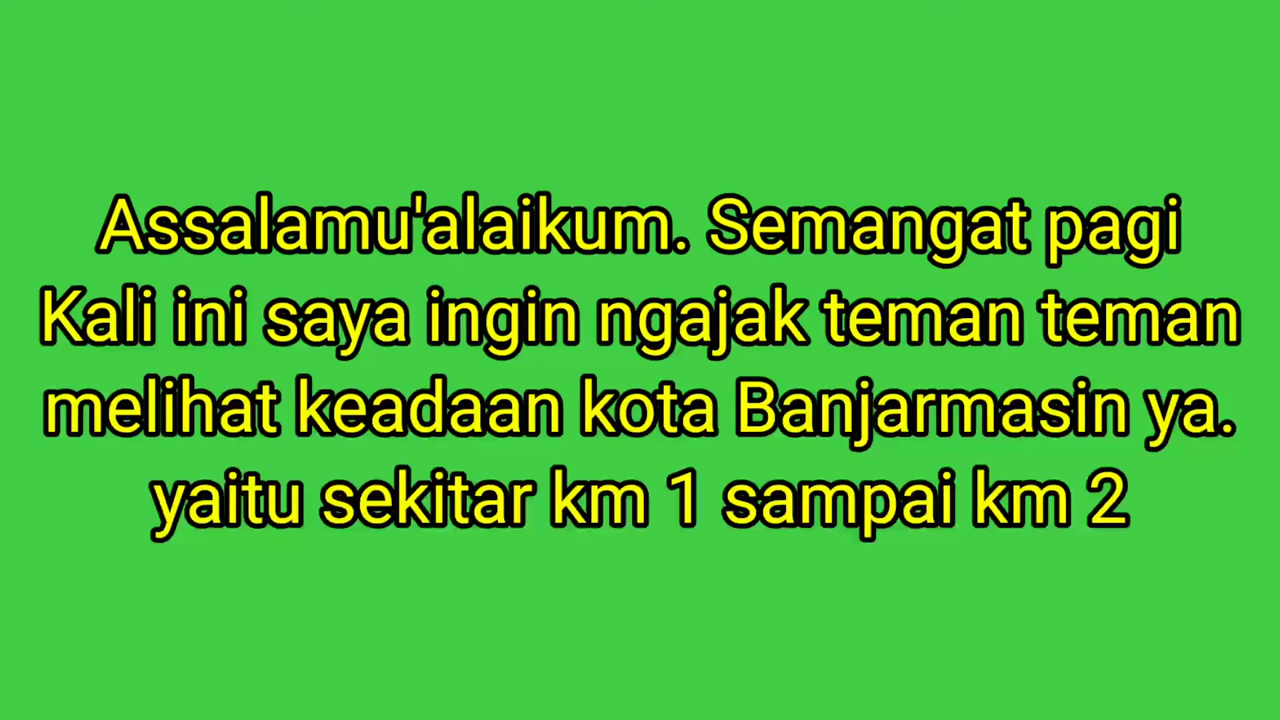 Assalamu'alaikum. Semangat pagi
Kali ini saya ingin ngajak teman teman
melihat keadaan kota Banjarmasin ya.
yaitu sekitar km 1 sampai km 2